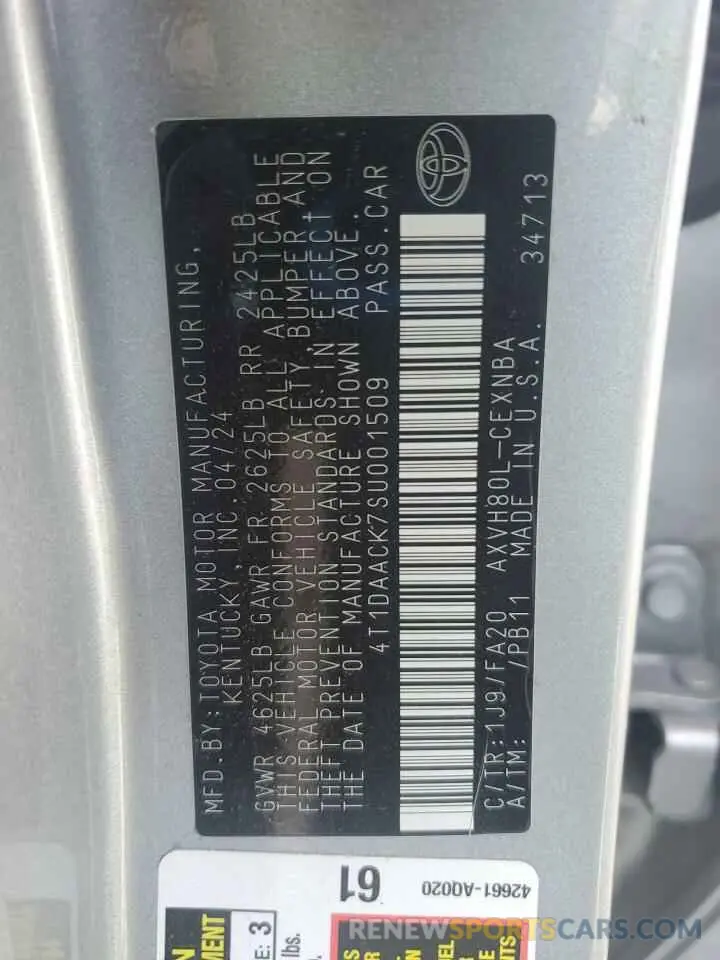 MFD.BY:TOYOTA MOTOR MANUFACTURING,
KENTUCKY, INC. 04/24
GVWR 4625LB GAWR FR 2625LB RR 2425LB
THIS VEHICLE CONFORMS TO ALL APPLICABLE
FEDERAL MOTOR VEHICLE SAFETY, BUMPER, AND
THEFT PREVENTION STANDARDS IN EFFECT ON
THE DATE OF MANUFACTURE SHOWN ABOVE.
4T1DAACK7SU001509 PASS.CAR
C/TR:1J9/FA20 AXVH80L-CEXNBA
A/TM: /PB11 MADE IN U.S.A. 34713
61
42661-AQ020
3
lbs.
RENEWSPORTSCARS.COM